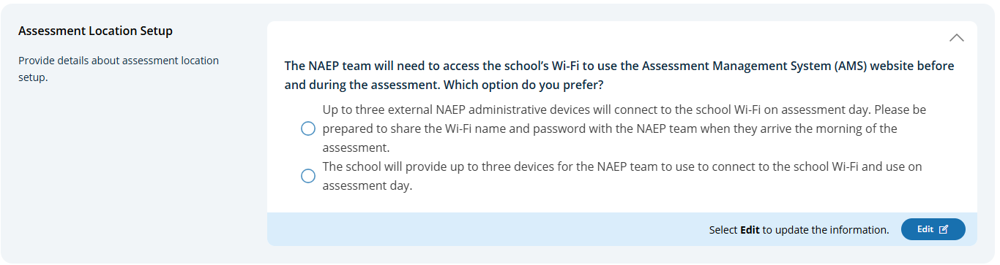 Assessment Location Setup
Provide details about assessment location
setup.
The NAEP team will need to access the school’s Wi-Fi to use the Assessment Management System (AMS) website before
and during the assessment. Which option do you prefer?
Up to three external NAEP administrative devices will connect to the school Wi-Fi on assessment day. Please be
prepared to share the Wi-Fi name and password with the NAEP team when they arrive the morning of the
assessment.
The school will provide up to three devices for the NAEP team to use to connect to the school Wi-Fi and use on
assessment day.
Select Edit to update the information.
Edit